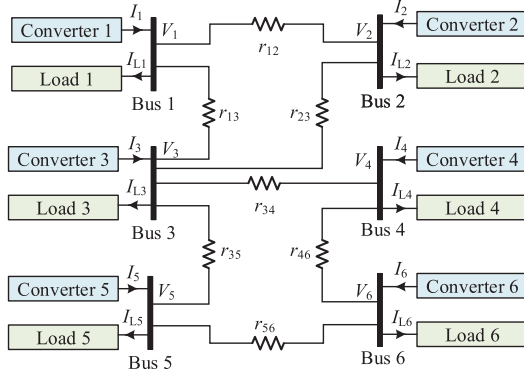 Converter 1
I1
V1
r12
V2
I2
Converter 2
Load 1
IL1
Bus 1
r13
r23
IL2
Load 2
Bus 2
Converter 3
I3
V3
V4
I4
Converter 4
Load 3
IL3
Bus 3
r34
IL4
Load 4
Bus 4
r35
r46
Converter 5
I5
V5
V6
I6
Converter 6
Load 5
IL5
Bus 5
r56
IL6
Load 6
Bus 6